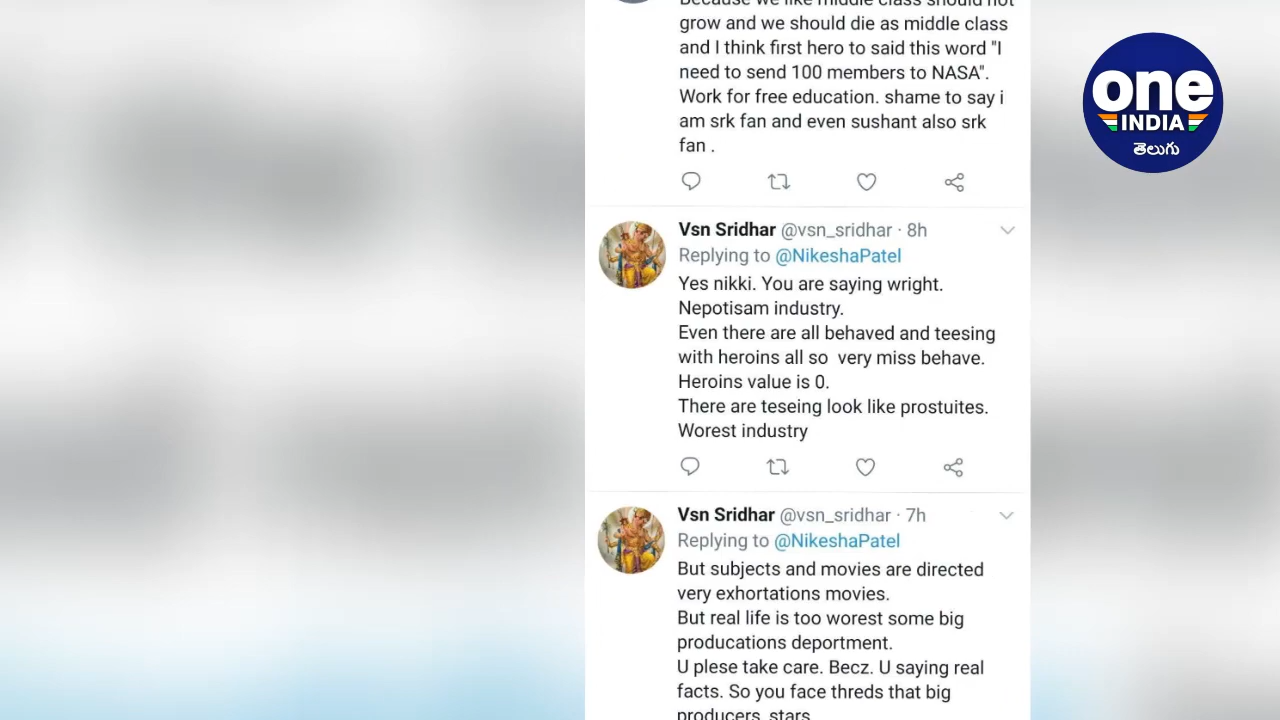 Because we like middle class should not
grow and we should die as middle class
and I think first hero to said this word "I
need to send 100 members to NASA".
Work for free education. shame to say i
am srk fan and even sushant also srk
fan .
Vsn Sridhar @vsn_sridhar · 8h
Replying to @NikeshaPatel
Yes nikki. You are saying wright.
Nepotisam industry.
Even there are all behaved and teesing
with heroins all so very miss behave.
Heroins value is 0.
There are teseing look like prostuites.
Worest industry
Vsn Sridhar @vsn_sridhar · 7h
Replying to @NikeshaPatel
But subjects and movies are directed
very exhortations movies.
But real life is too worest some big
producations deportment.
U plese take care. Becz. U saying real
facts. So you face threds that big
producers, stars
one
INDIA
తెలుగు